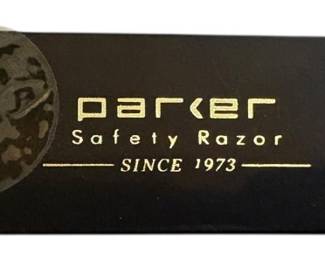 parker
Safety Razor
SINCE 1973